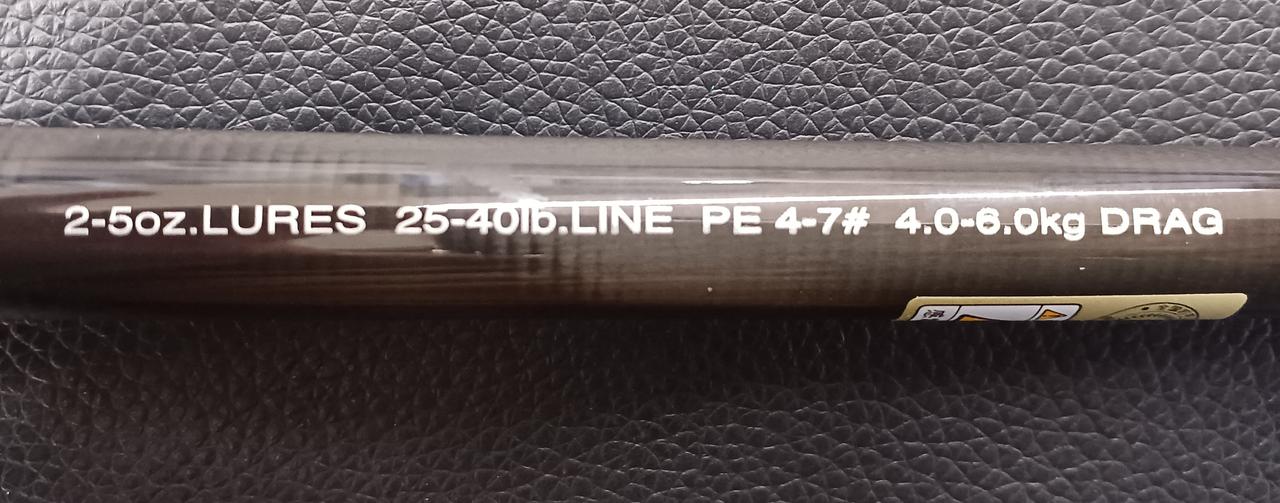 2-5oz.LURES 25-40lb.LINE PE 4-7# 4.0-6.0kg DRAG